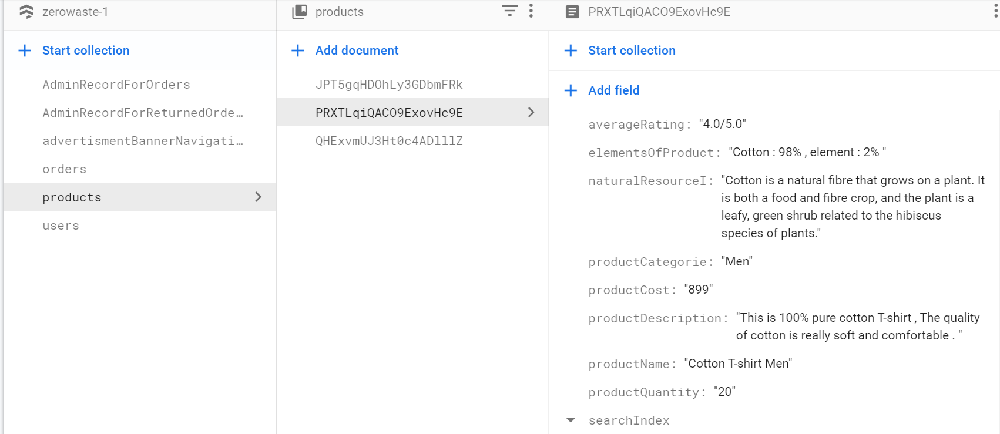 zerowaste-1
Start collection
AdminRecordForOrders
AdminRecordForReturnedOrde…
advertismentBannerNavigati…
orders
products
users
products
Add document
JPT5gqHDOhLy3GDbmFRk
PRXTLqiQACO9ExovHc9E
QHExvmUJ3Ht0c4ADlllZ
PRXTLqiQACO9ExovHc9E
Start collection
Add field
averageRating: "4.0/5.0"
elementsOfProduct: "Cotton : 98% , element : 2% "
naturalResourceI: "Cotton is a natural fibre that grows on a plant. It
is both a food and fibre crop, and the plant is a
leafy, green shrub related to the hibiscus
species of plants."
productCategorie: "Men"
productCost: "899"
productDescription: "This is 100% pure cotton T-shirt , The quality
of cotton is really soft and comfortable . "
productName: "Cotton T-shirt Men"
productQuantity: "20"
searchIndex